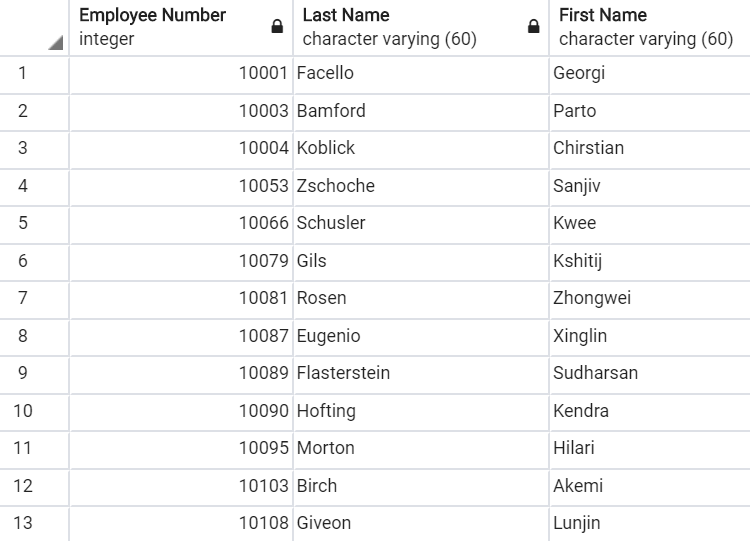 Employee Number Last Name First Name
integer character varying (60) character varying (60)
1 10001 Facello Georgi
2 10003 Bamford Parto
3 10004 Koblick Chirstian
4 10053 Zschoche Sanjiv
5 10066 Schusler Kwee
6 10079 Gils Kshitij
7 10081 Rosen Zhongwei
8 10087 Eugenio Xinglin
9 10089 Flasterstein Sudharsan
10 10090 Hofting Kendra
11 10095 Morton Hilari
12 10103 Birch Akemi
13 10108 Giveon Lunjin